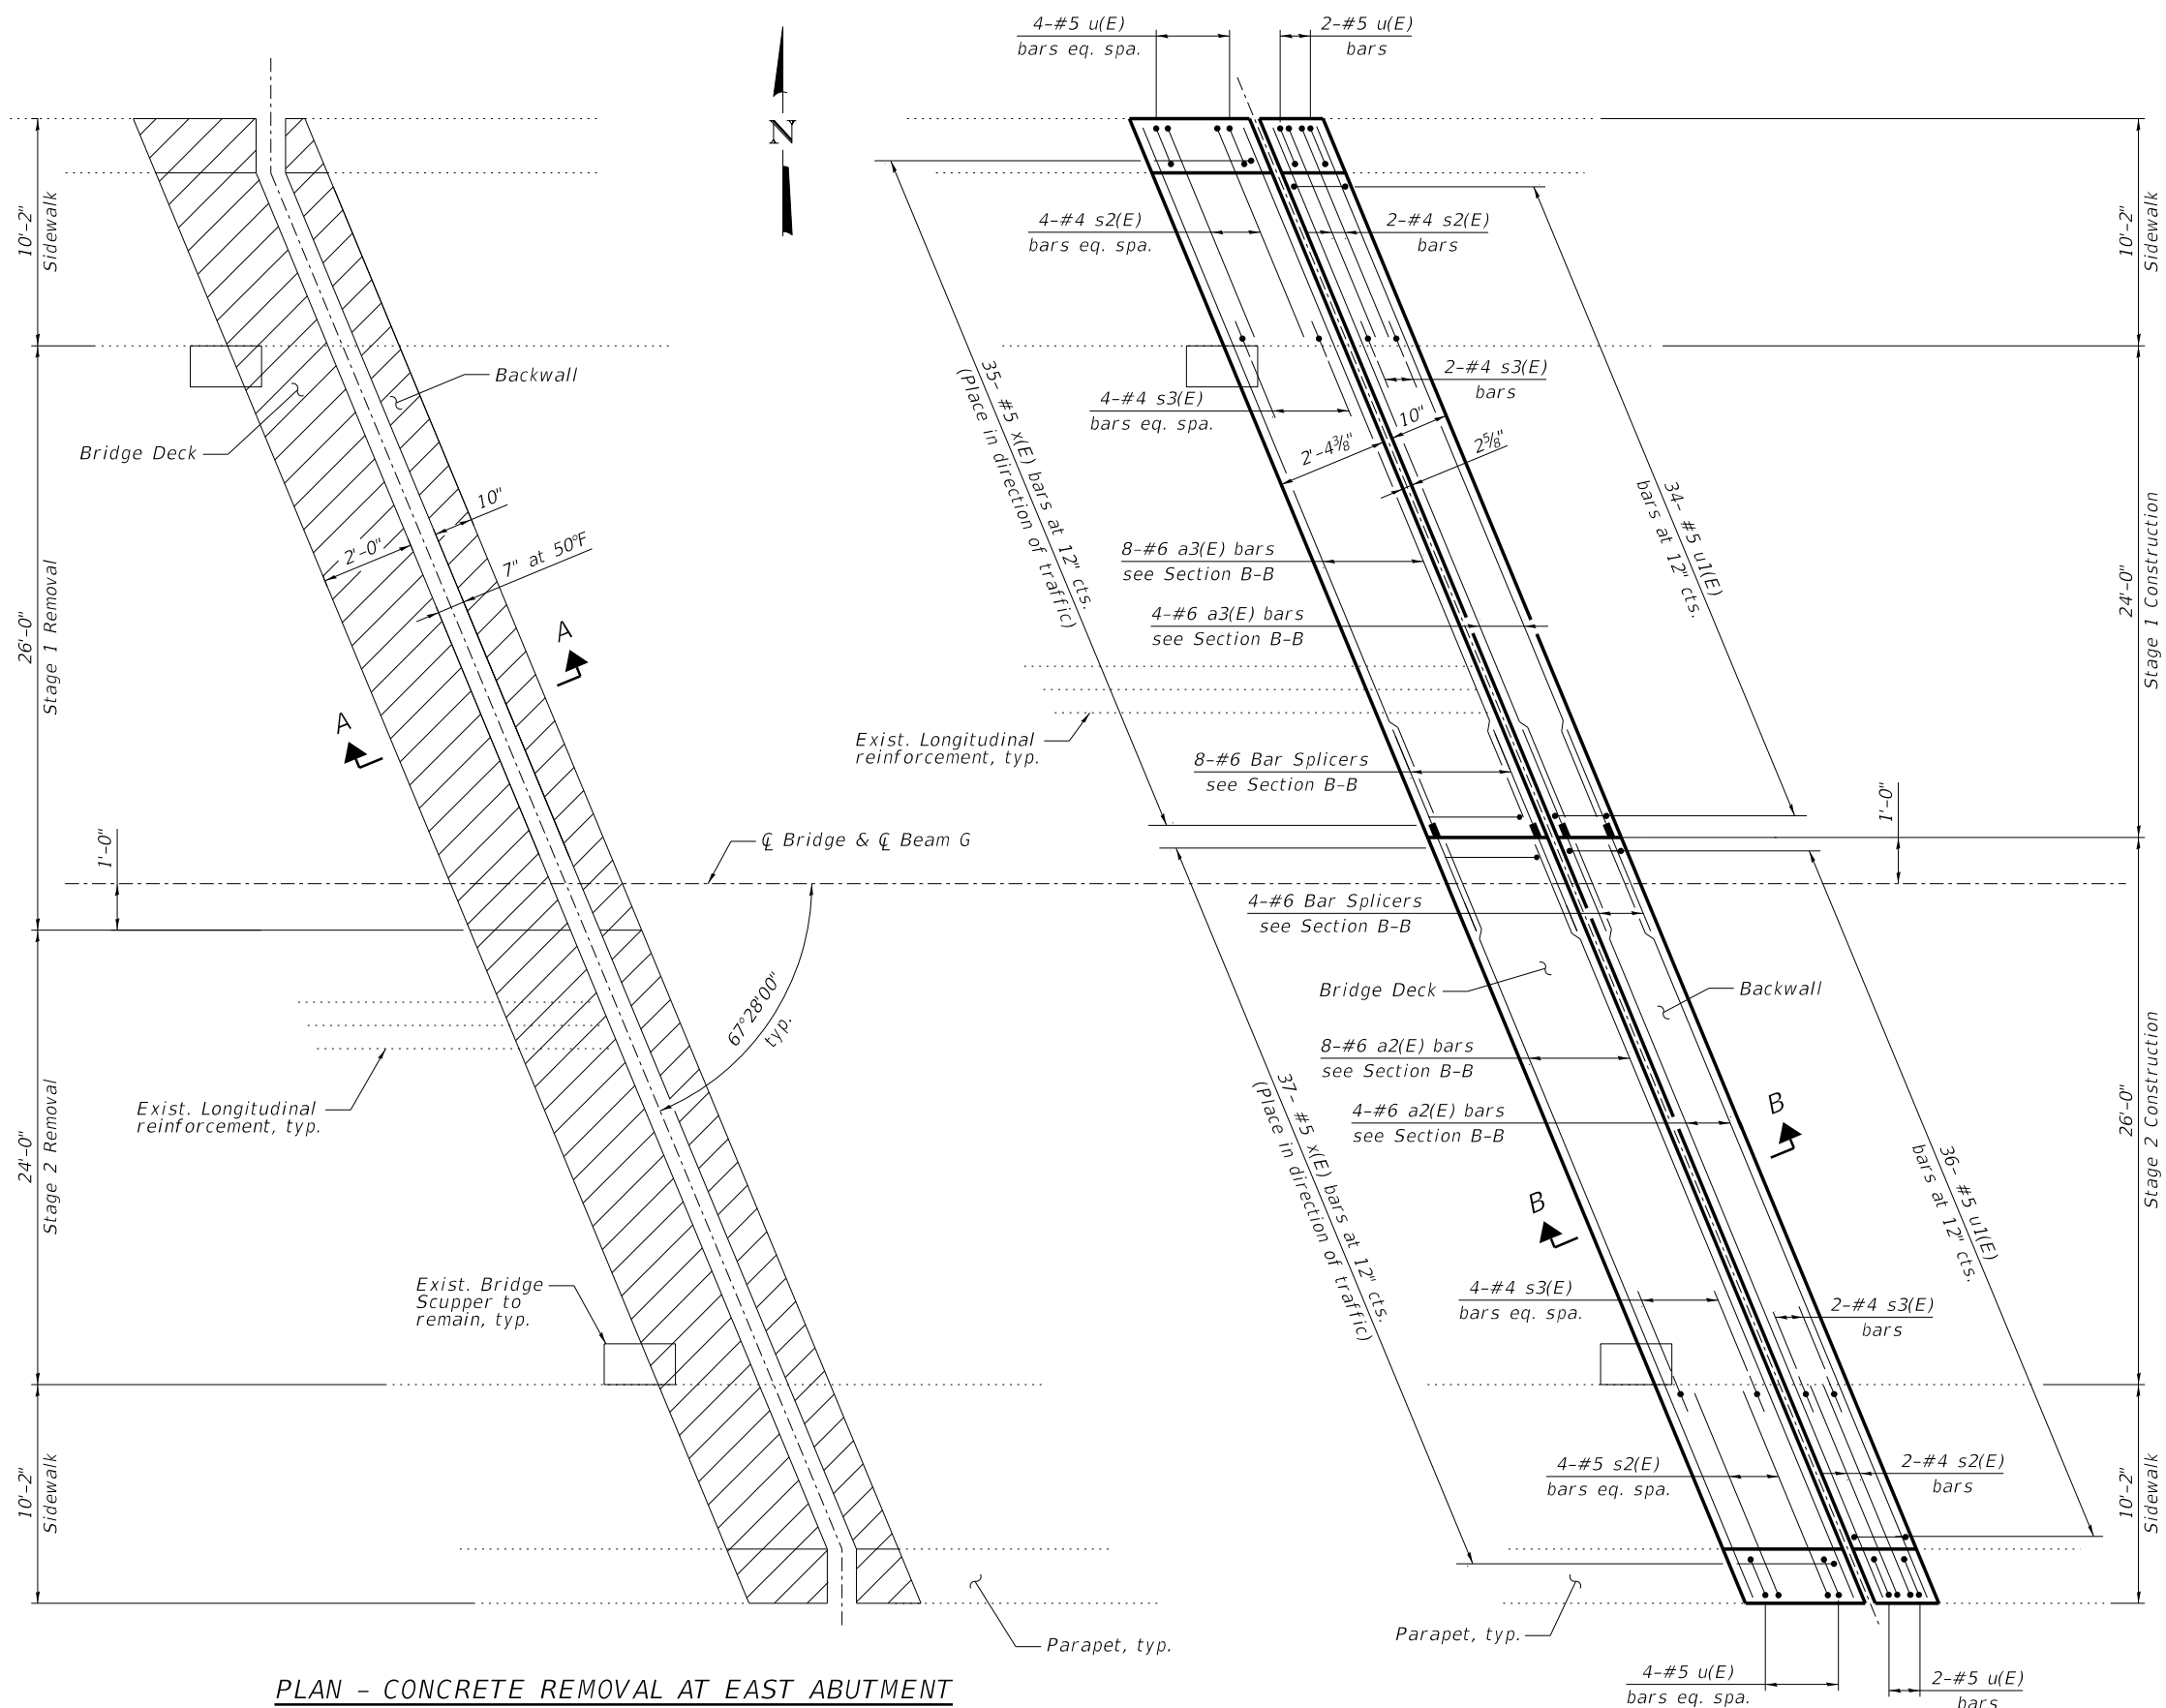 10'-2"
Sidewalk
26'-0"
Stage 1 Removal
1'-0"
24'-0"
Stage 2 Removal
10'-2"
Sidewalk
Backwall
Bridge Deck
10"
2'-0"
7" at 50°F
A
A
℄ Bridge & ℄ Beam G
67°28'00"
typ.
Exist. Longitudinal
reinforcement, typ.
Exist. Bridge
Scupper to
remain, typ.
Parapet, typ.
PLAN – CONCRETE REMOVAL AT EAST ABUTMENT
N
4-#5 u(E)
bars eq. spa.
2-#5 u(E)
bars
4-#4 s2(E)
bars eq. spa.
2-#4 s2(E)
bars
35- #5 x(E) bars at 12" cts.
(Place in direction of traffic)
4-#4 s3(E)
bars eq. spa.
2-#4 s3(E)
bars
10"
2'-4⅜"
2⅝"
34- #5 u1(E)
bars at 12" cts.
8-#6 a3(E) bars
see Section B-B
4-#6 a3(E) bars
see Section B-B
Exist. Longitudinal
reinforcement, typ.
8-#6 Bar Splicers
see Section B-B
1'-0"
4-#6 Bar Splicers
see Section B-B
Bridge Deck
Backwall
8-#6 a2(E) bars
see Section B-B
4-#6 a2(E) bars
see Section B-B
37- #5 x(E) bars at 12" cts.
(Place in direction of traffic)
B
B
36- #5 u1(E)
bars at 12" cts.
4-#4 s3(E)
bars eq. spa.
2-#4 s3(E)
bars
4-#5 s2(E)
bars eq. spa.
2-#4 s2(E)
bars
Parapet, typ.
4-#5 u(E)
bars eq. spa.
2-#5 u(E)
bars
10'-2"
Sidewalk
24'-0"
Stage 1 Construction
26'-0"
Stage 2 Construction
10'-2"
Sidewalk